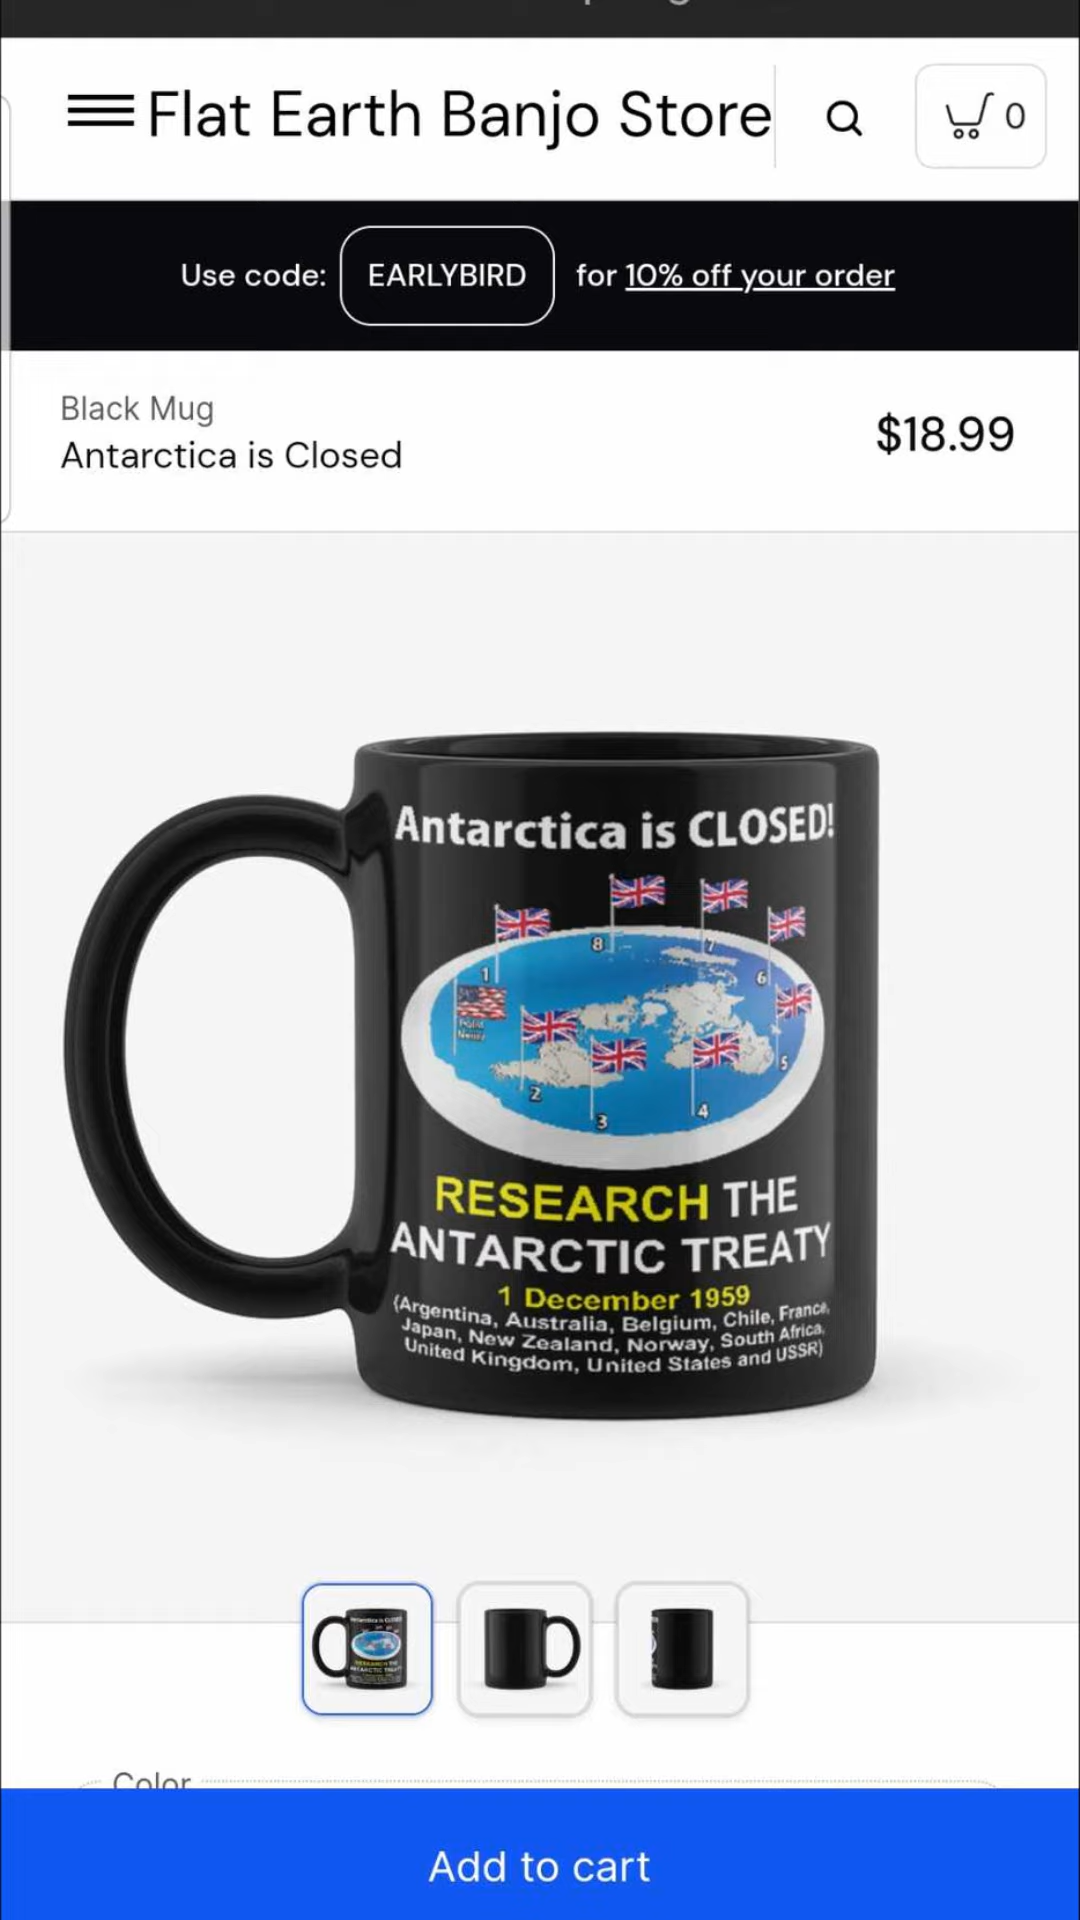 Flat Earth Banjo Store
0
Use code: EARLYBIRD for 10% off your order
Black Mug
Antarctica is Closed
$18.99
Antarctica is CLOSED!
8
7
1
6
5
2
4
3
RESEARCH THE
ANTARCTIC TREATY
1 December 1959
(Argentina, Australia, Belgium, Chile, France,
Japan, New Zealand, Norway, South Africa,
United Kingdom, United States and USSR)
Color
Add to cart